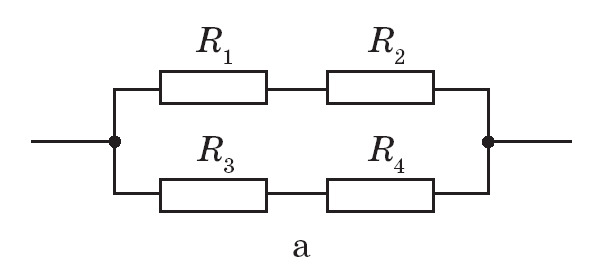 R₁ R₂
R₃ R₄
a